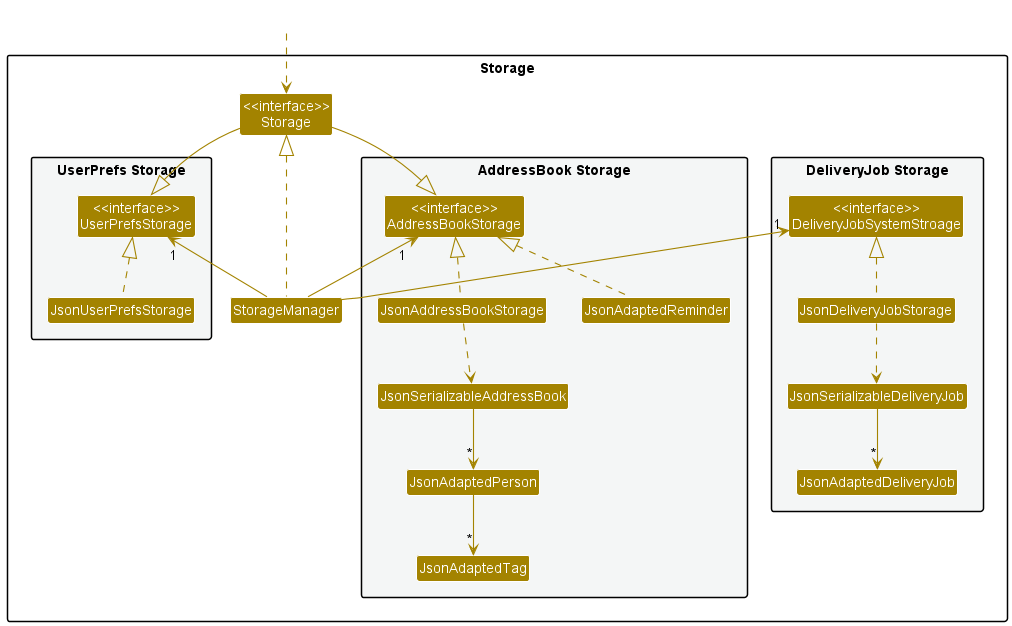 Storage
<<interface>>
Storage
UserPrefs Storage
AddressBook Storage
DeliveryJob Storage
<<interface>>
UserPrefsStorage
<<interface>>
AddressBookStorage
<<interface>>
DeliveryJobSystemStroage
1
1
1
JsonUserPrefsStorage
StorageManager
JsonAddressBookStorage
JsonAdaptedReminder
JsonDeliveryJobStorage
JsonSerializableAddressBook
JsonSerializableDeliveryJob
*
*
JsonAdaptedPerson
JsonAdaptedDeliveryJob
*
JsonAdaptedTag